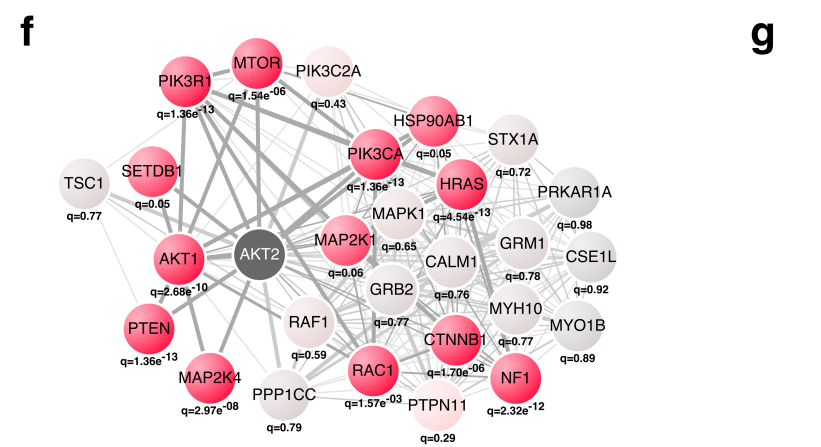 f
g
MTOR
q=1.54e-06
PIK3R1
q=1.36e-13
PIK3C2A
q=0.43
HSP90AB1
q=0.05
STX1A
q=0.72
PIK3CA
q=1.36e-13
SETDB1
q=0.05
TSC1
q=0.77
HRAS
q=4.54e-13
PRKAR1A
q=0.98
MAPK1
q=0.65
MAP2K1
q=0.06
GRM1
q=0.78
AKT2
AKT1
q=2.68e-10
CALM1
q=0.76
CSE1L
q=0.92
GRB2
q=0.77
MYH10
q=0.77
RAF1
q=0.59
PTEN
q=1.36e-13
MYO1B
q=0.89
CTNNB1
q=1.70e-06
RAC1
q=1.57e-03
MAP2K4
q=2.97e-08
NF1
q=2.32e-12
PPP1CC
q=0.79
PTPN11
q=0.29